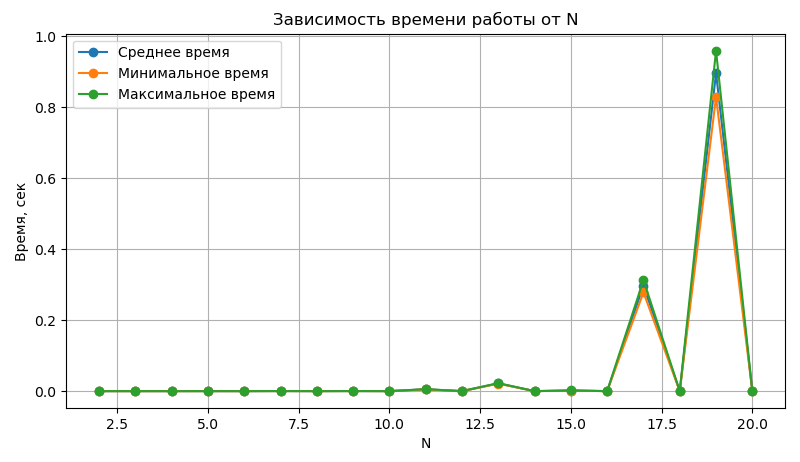 Зависимость времени работы от N
Среднее время
Минимальное время
Максимальное время
Время, сек
1.0
0.8
0.6
0.4
0.2
0.0
2.5 5.0 7.5 10.0 12.5 15.0 17.5 20.0
N